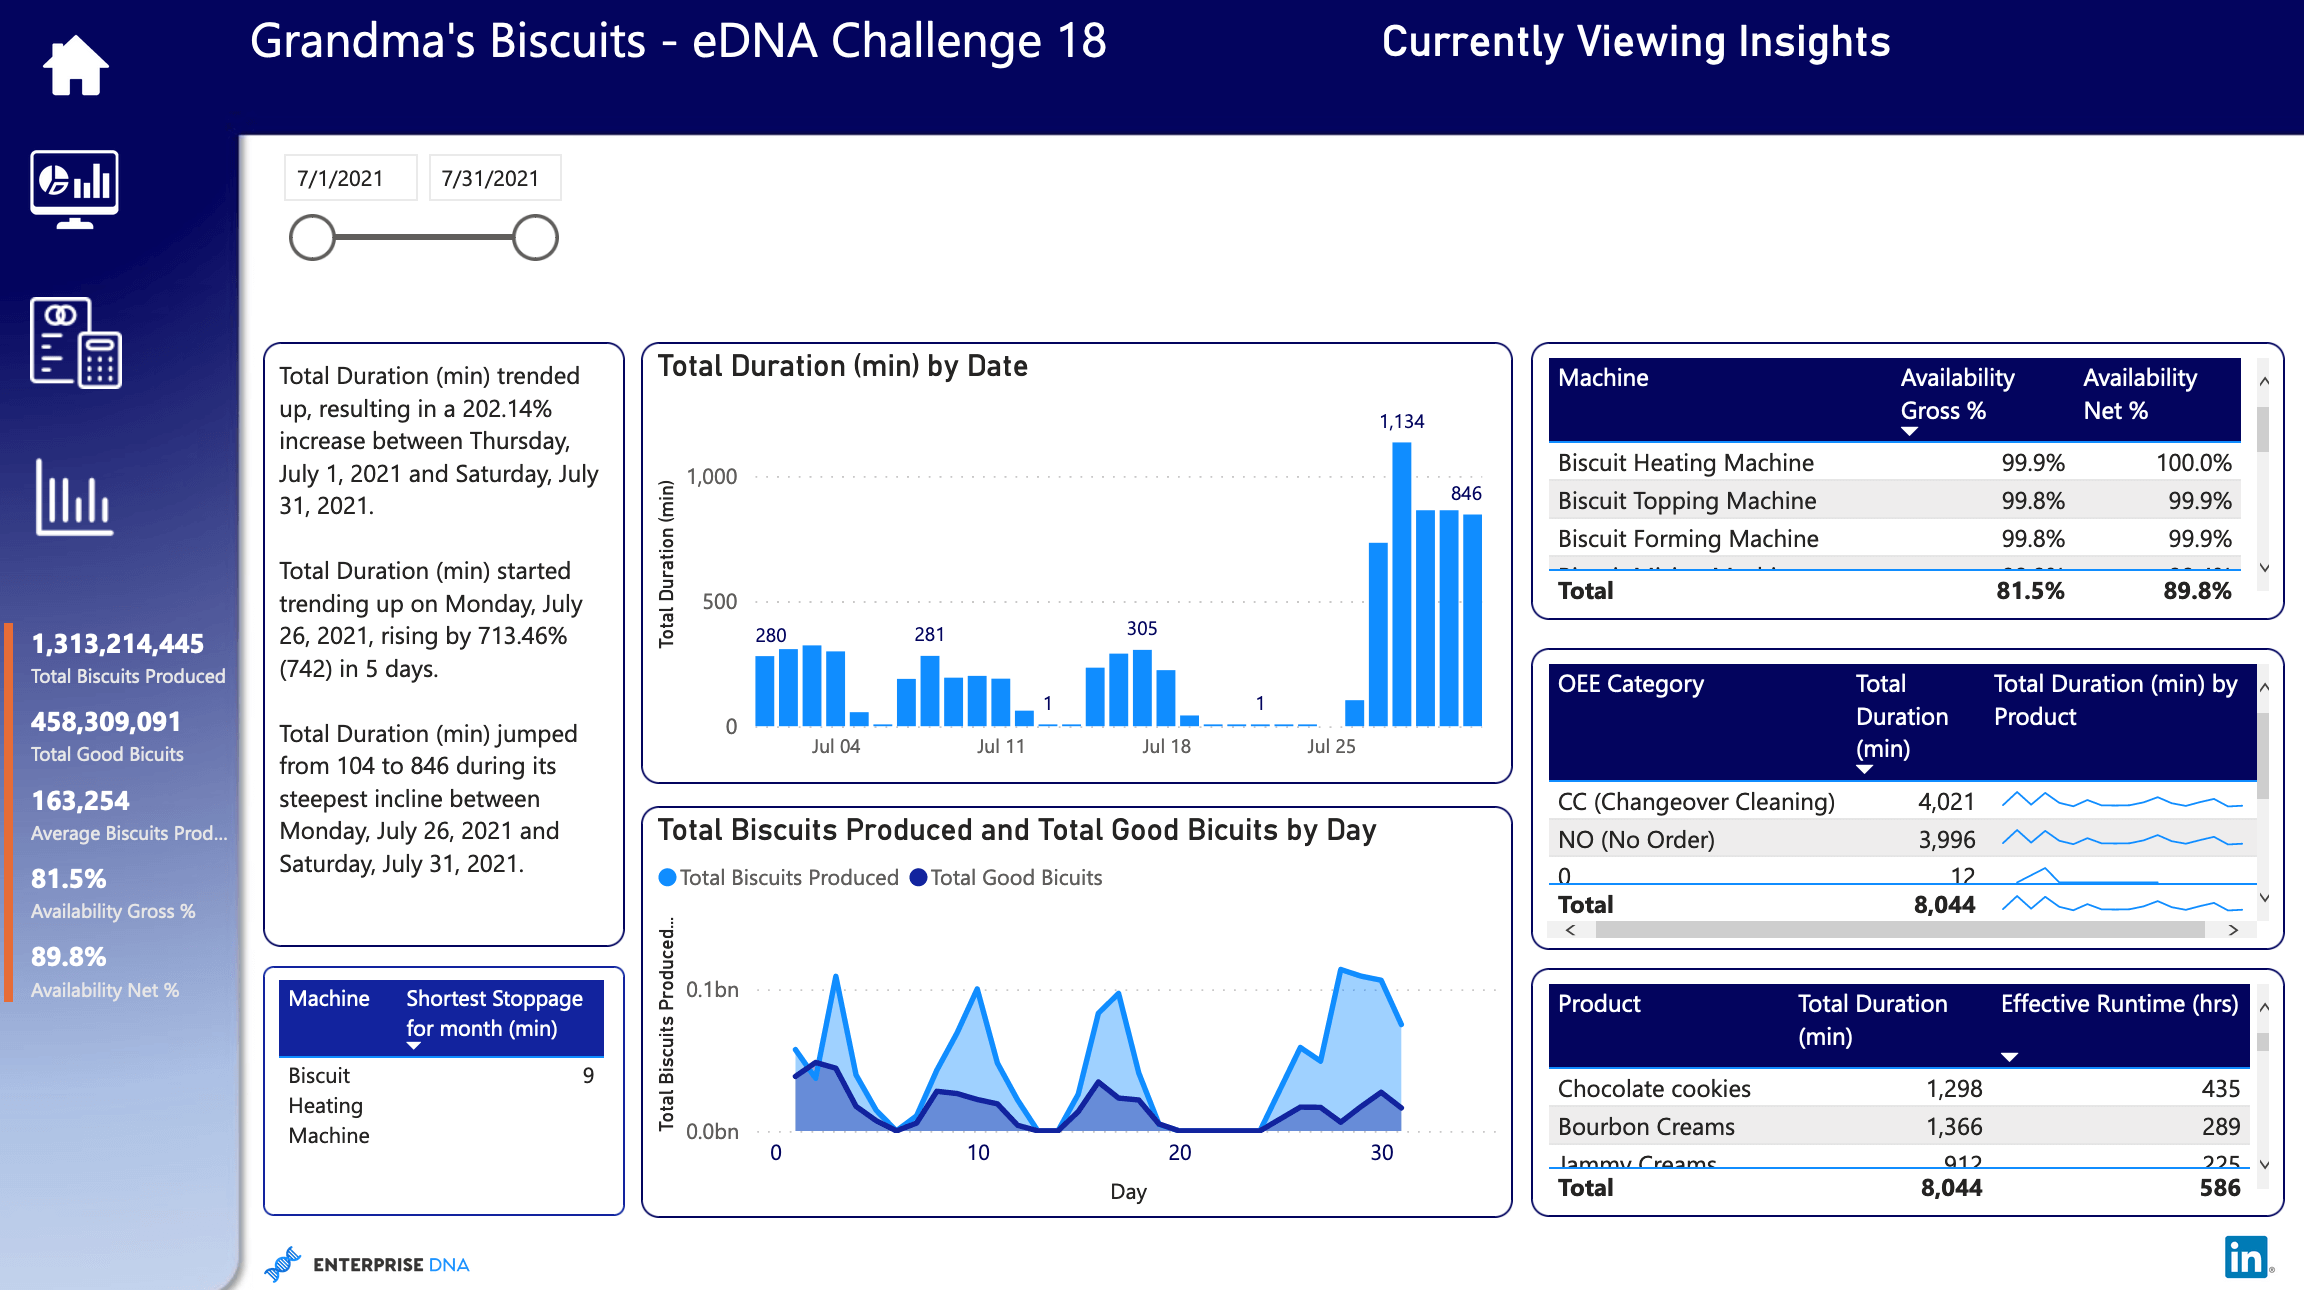 Grandma's Biscuits - eDNA Challenge 18
Currently Viewing Insights
7/1/2021
7/31/2021
1,313,214,445
Total Biscuits Produced
458,309,091
Total Good Bicuits
163,254
Average Biscuits Prod...
81.5%
Availability Gross %
89.8%
Availability Net %
Total Duration (min) trended
up, resulting in a 202.14%
increase between Thursday,
July 1, 2021 and Saturday, July
31, 2021.
Total Duration (min) started
trending up on Monday, July
26, 2021, rising by 713.46%
(742) in 5 days.
Total Duration (min) jumped
from 104 to 846 during its
steepest incline between
Monday, July 26, 2021 and
Saturday, July 31, 2021.
Machine
Shortest Stoppage
for month (min)
Biscuit
Heating
Machine
9
Total Duration (min) by Date
Total Duration (min)
1,000
500
0
280
281
1
305
1
1,134
846
Jul 04
Jul 11
Jul 18
Jul 25
Total Biscuits Produced and Total Good Bicuits by Day
Total Biscuits Produced
Total Good Bicuits
Total Biscuits Produced...
0.1bn
0.0bn
0
10
20
30
Day
Machine
Availability
Gross %
Availability
Net %
Biscuit Heating Machine 99.9% 100.0%
Biscuit Topping Machine 99.8% 99.9%
Biscuit Forming Machine 99.8% 99.9%
Total 81.5% 89.8%
OEE Category
Total
Duration
(min)
Total Duration (min) by
Product
CC (Changeover Cleaning) 4,021
NO (No Order) 3,996
0 12
Total 8,044
Product
Total Duration
(min)
Effective Runtime (hrs)
Chocolate cookies 1,298 435
Bourbon Creams 1,366 289
Jammy Creams 912 225
Total 8,044 586
ENTERPRISE DNA
in